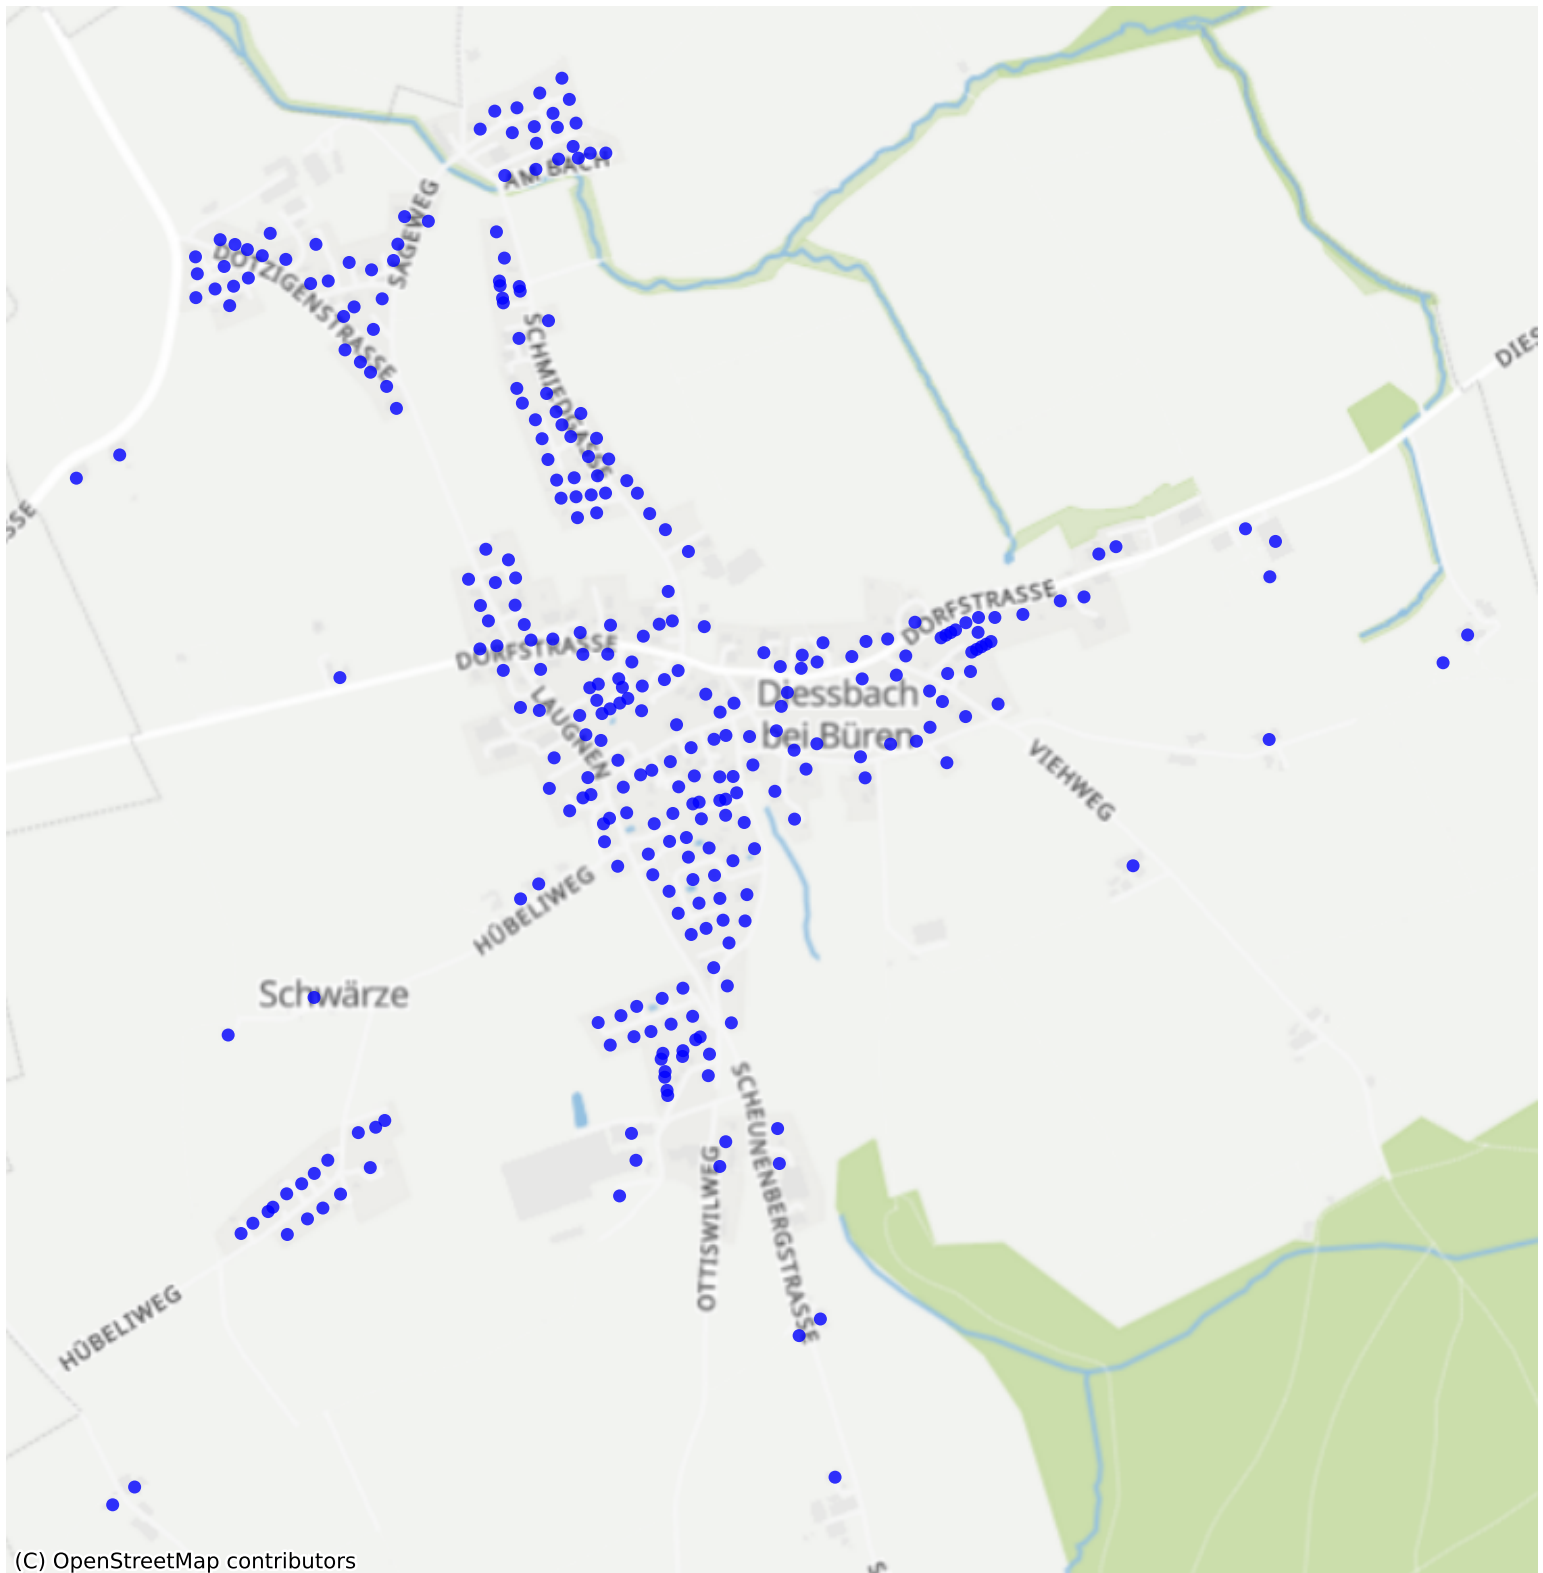 AM BACH
SÄGEWEG
DOTZIGENSTRASSE
SCHMIEDGASSE
DIES
SSE
DORFSTRASSE
DORFSTRASSE
LAUGNEN
Diessbach
bei Büren
VIEHWEG
HÜBELIWEG
Schwärze
SCHEUNENBERGSTRASSE
OTTISWILWEG
HÜBELIWEG
S
(C) OpenStreetMap contributors